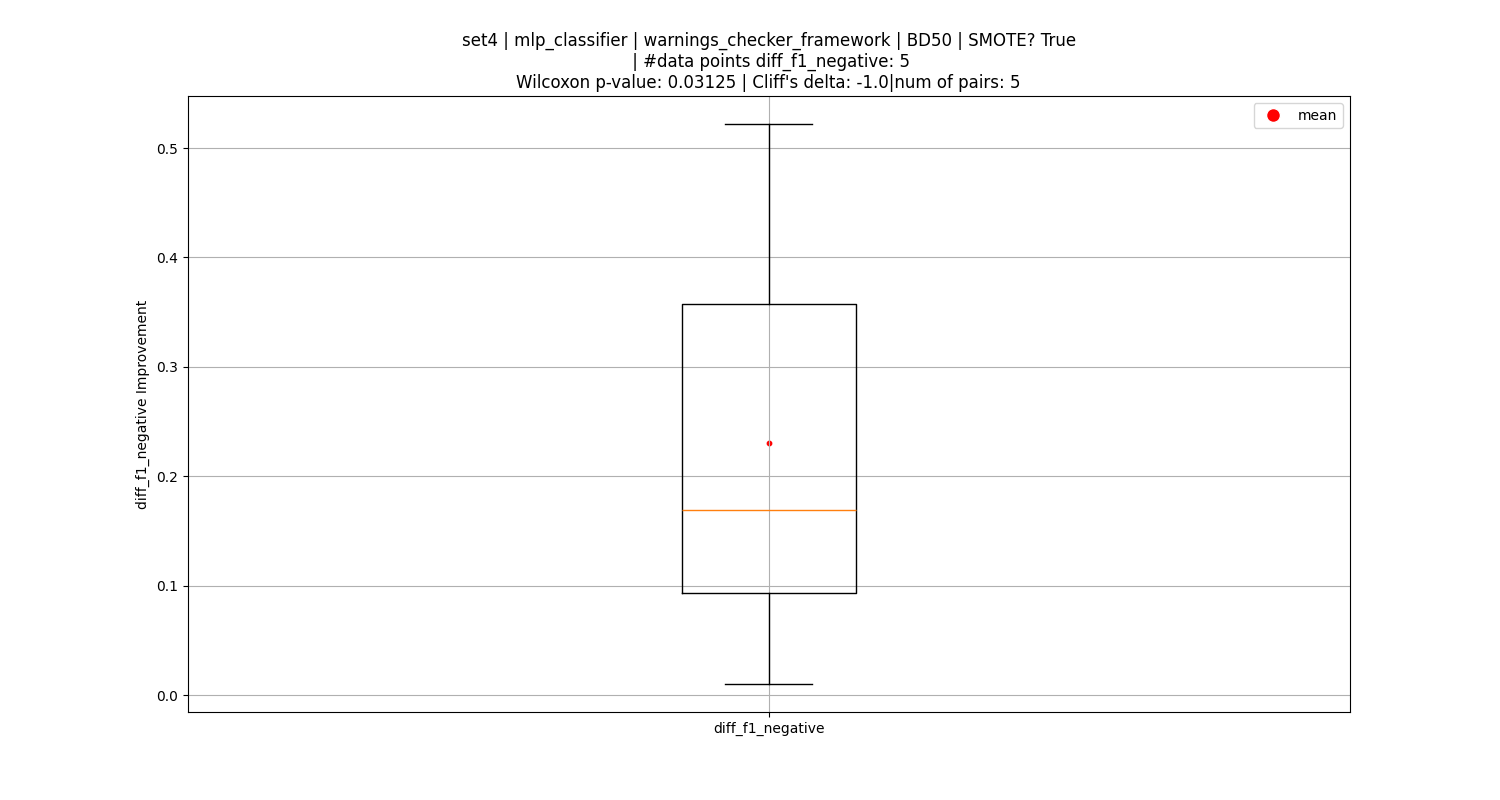 set4 | mlp_classifier | warnings_checker_framework | BD50 | SMOTE? True
| #data points diff_f1_negative: 5
Wilcoxon p-value: 0.03125 | Cliff's delta: -1.0|num of pairs: 5
mean
0.5
0.4
0.3
0.2
0.1
0.0
diff_f1_negative Improvement
diff_f1_negative